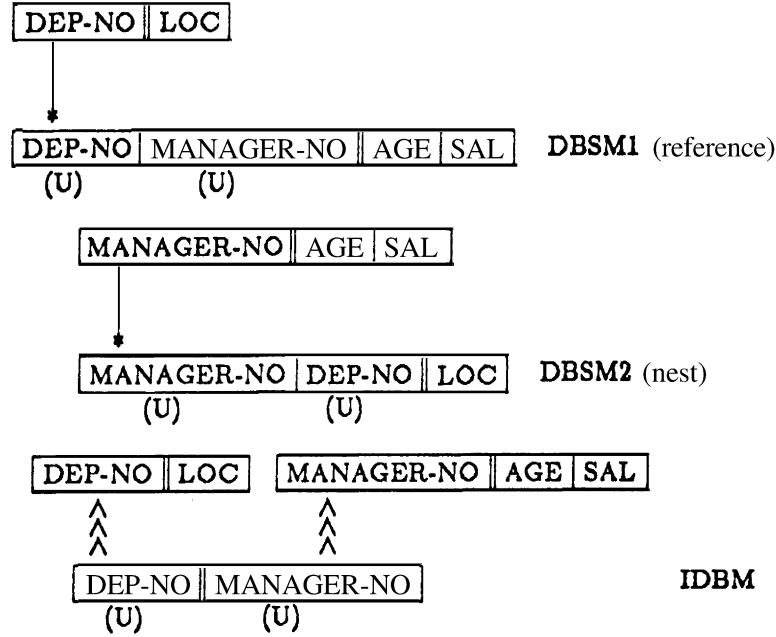 DEP-NO LOC
*
DEP-NO MANAGER-NO AGE SAL DBSM1 (reference)
(U) (U)
MANAGER-NO AGE SAL
*
MANAGER-NO DEP-NO LOC DBSM2 (nest)
(U) (U)
DEP-NO LOC MANAGER-NO AGE SAL
DEP-NO MANAGER-NO IDBM
(U) (U)